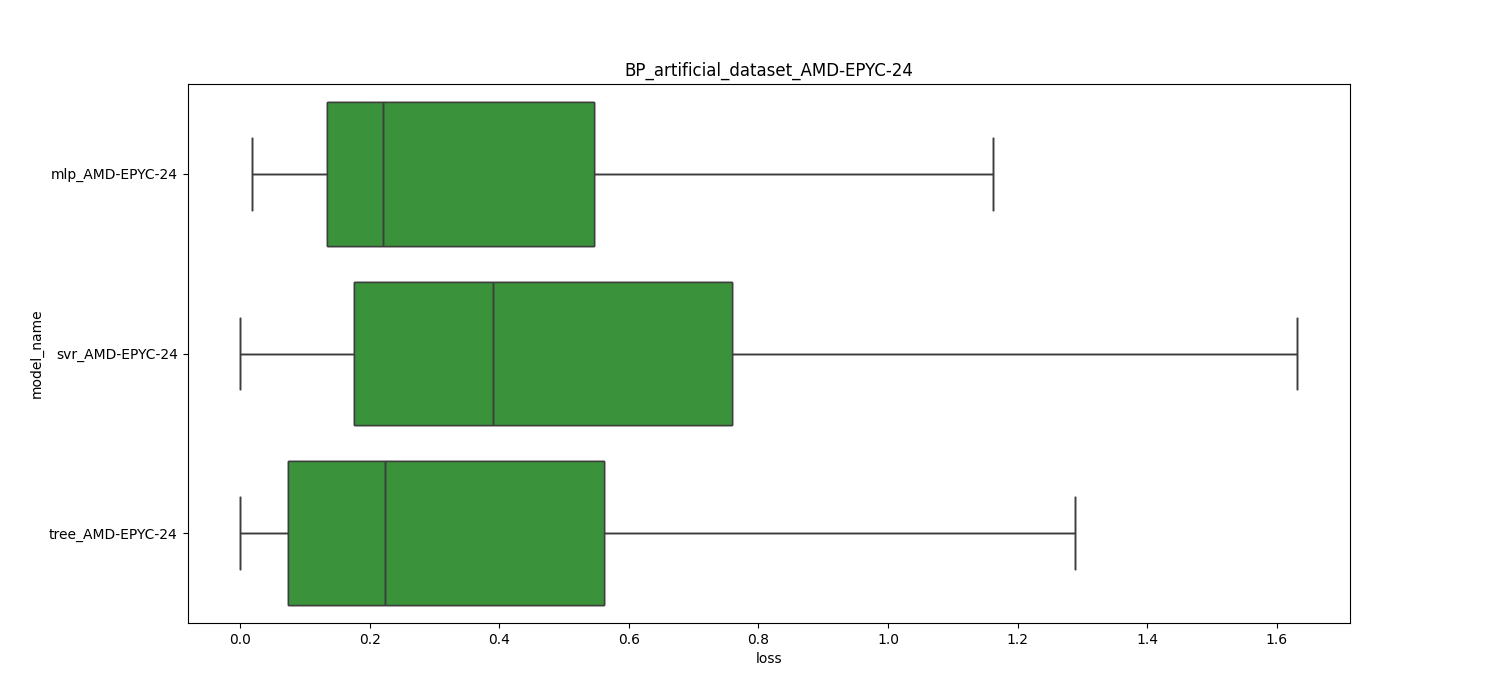 BP_artificial_dataset_AMD-EPYC-24
mlp_AMD-EPYC-24
svr_AMD-EPYC-24
tree_AMD-EPYC-24
model_name
0.0 0.2 0.4 0.6 0.8 1.0 1.2 1.4 1.6
loss